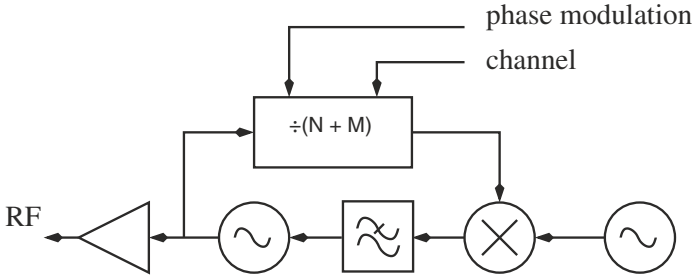 phase modulation
channel
÷(N + M)
RF